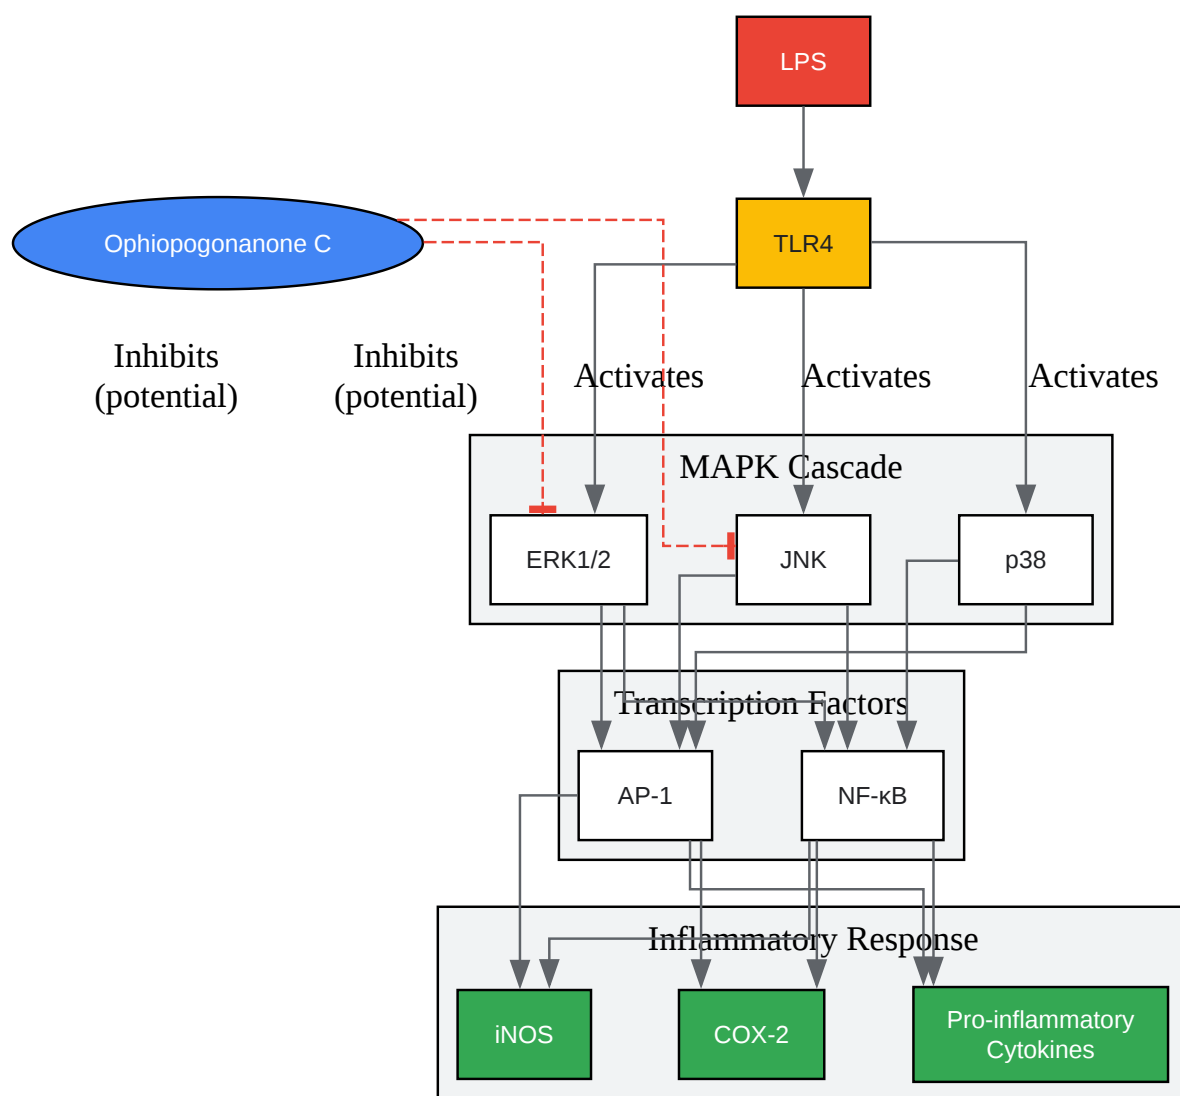 LPS
Ophiopogonanone C
TLR4
Inhibits
(potential)
Inhibits
(potential)
Activates
Activates
Activates
MAPK Cascade
ERK1/2
JNK
p38
Transcription Factors
AP-1
NF-κB
Inflammatory Response
iNOS
COX-2
Pro-inflammatory
Cytokines